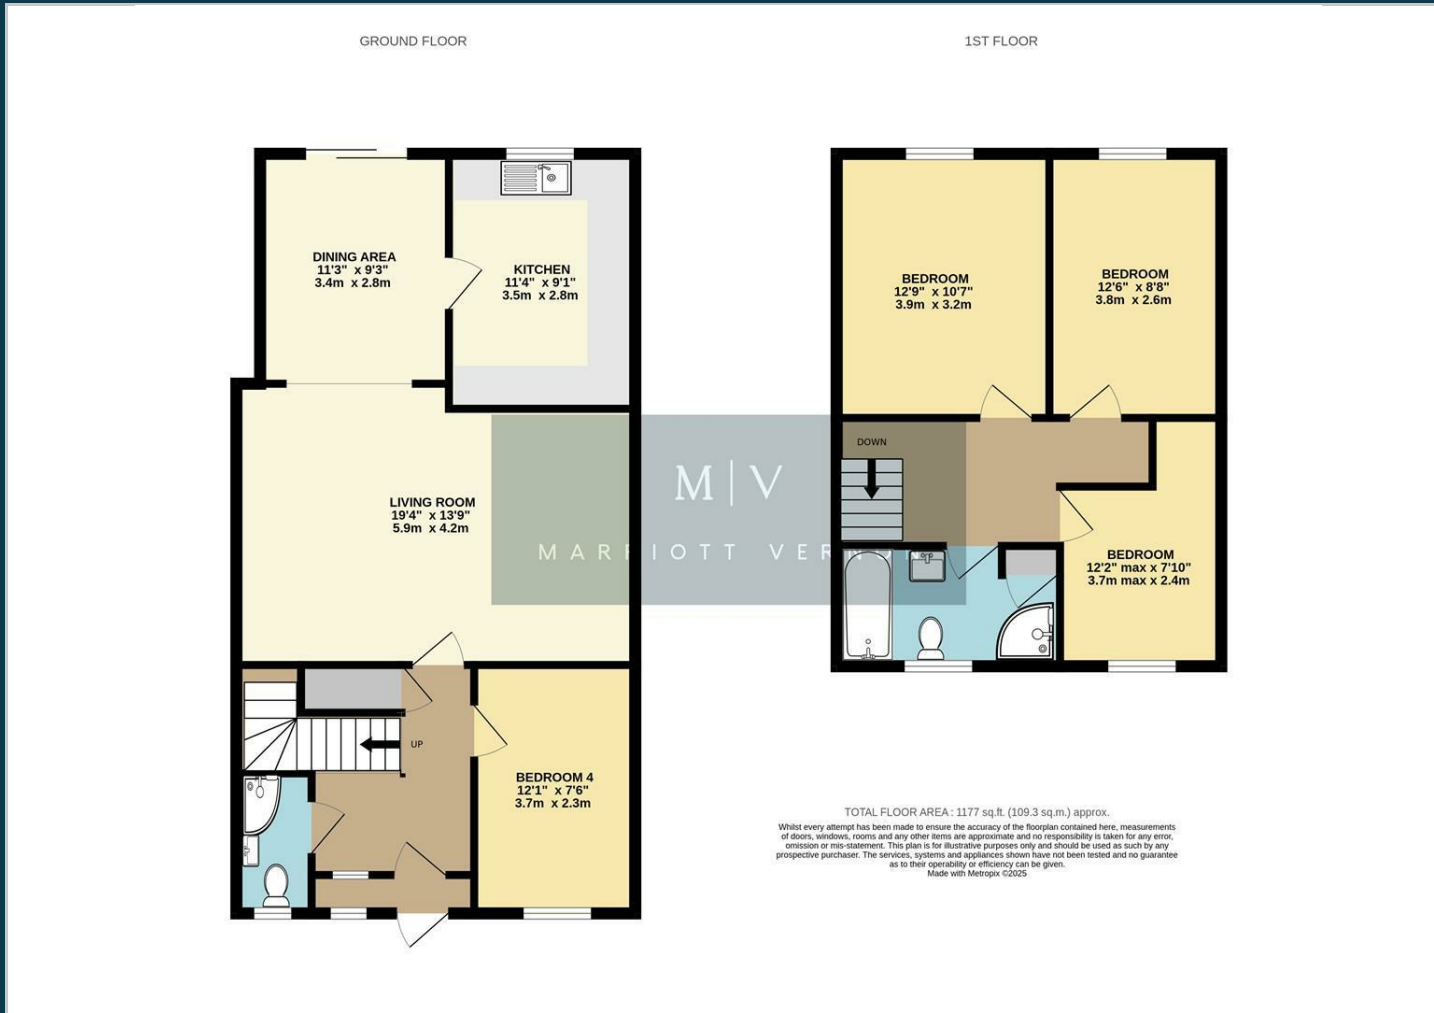 GROUND FLOOR
1ST FLOOR
DINING AREA
11'3" x 9'3"
3.4m x 2.8m
KITCHEN
11'4" x 9'1"
3.5m x 2.8m
LIVING ROOM
19'4" x 13'9"
5.9m x 4.2m
UP
BEDROOM 4
12'1" x 7'6"
3.7m x 2.3m
BEDROOM
12'9" x 10'7"
3.9m x 3.2m
BEDROOM
12'6" x 8'8"
3.8m x 2.6m
DOWN
BEDROOM
12'2" max x 7'10"
3.7m max x 2.4m
M|V
MARRIOTT VERNON
TOTAL FLOOR AREA : 1177 sq.ft. (109.3 sq.m.) approx.
Whilst every attempt has been made to ensure the accuracy of the floorplan contained here, measurements
of doors, windows, rooms and any other items are approximate and no responsibility is taken for any error,
omission or mis-statement. This plan is for illustrative purposes only and should be used as such by any
prospective purchaser. The services, systems and appliances shown have not been tested and no guarantee
as to their operability or efficiency can be given.
Made with Metropix ©2025